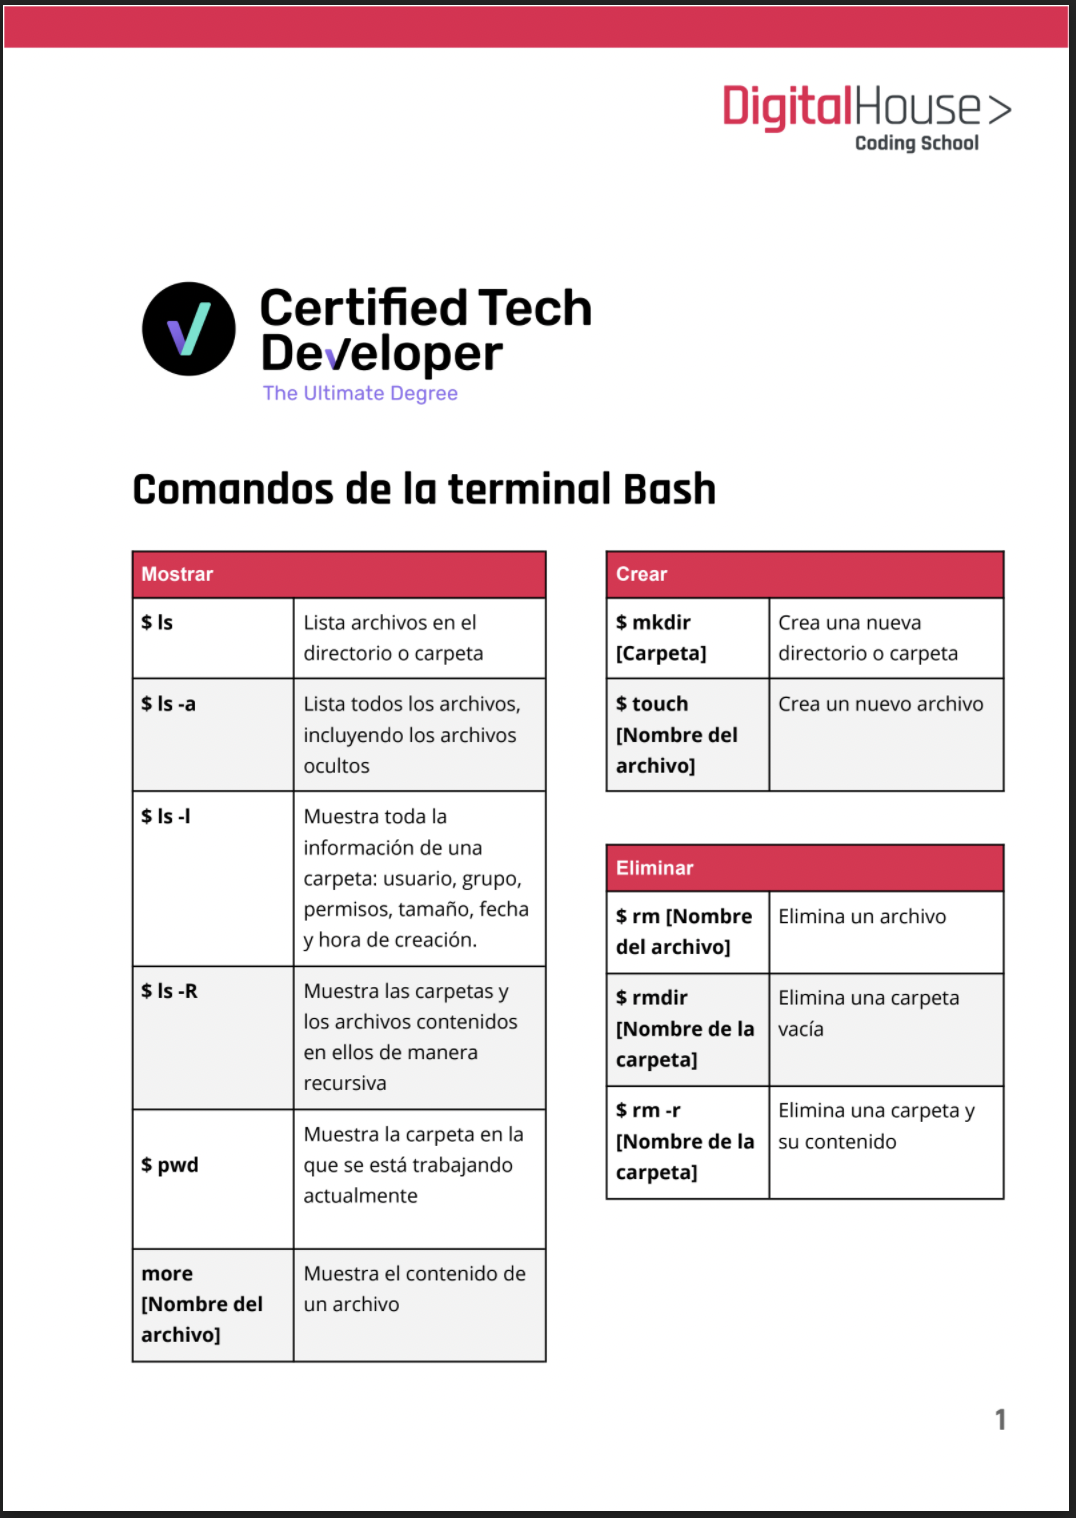 DigitalHouse>
Coding School
Certified Tech
Developer
The Ultimate Degree
Comandos de la terminal Bash
Mostrar
$ ls
Lista archivos en el
directorio o carpeta
$ ls -a
Lista todos los archivos,
incluyendo los archivos
ocultos
$ ls -l
Muestra toda la
información de una
carpeta: usuario, grupo,
permisos, tamaño, fecha
y hora de creación.
$ ls -R
Muestra las carpetas y
los archivos contenidos
en ellos de manera
recursiva
$ pwd
Muestra la carpeta en la
que se está trabajando
actualmente
more
[Nombre del
archivo]
Muestra el contenido de
un archivo
Crear
$ mkdir
[Carpeta]
Crea una nueva
directorio o carpeta
$ touch
[Nombre del
archivo]
Crea un nuevo archivo
Eliminar
$ rm [Nombre
del archivo]
Elimina un archivo
$ rmdir
[Nombre de la
carpeta]
Elimina una carpeta
vacía
$ rm -r
[Nombre de la
carpeta]
Elimina una carpeta y
su contenido
1